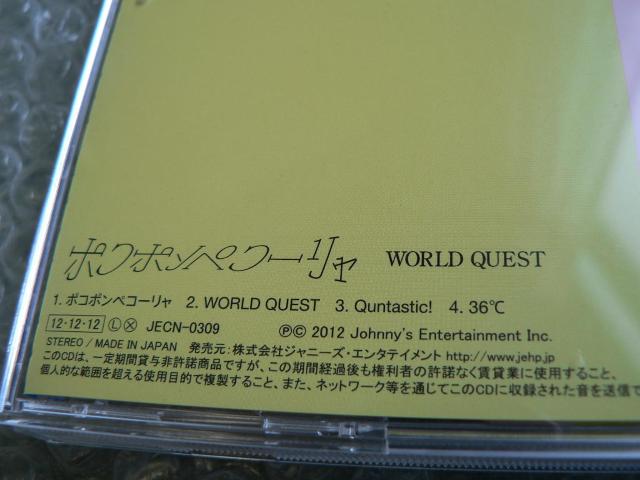 ポコポンペコーリャ WORLD QUEST
1. ポコポンペコーリャ 2. WORLD QUEST 3. Quntastic! 4. 36℃
12・12・12 Ⓛ Ⓧ JECN-0309 ℗© 2012 Johnny's Entertainment Inc.
STEREO / MADE IN JAPAN 発売元：株式会社ジャニーズ・エンタテイメント http://www.jehp.jp
このCDは、一定期間貸与非許諾商品ですが、この期間経過後も権利者の許諾なく賃貸業に使用すること、
個人的な範囲を超える使用目的で複製すること、また、ネットワーク等を通じてこのCDに収録された音を送信で